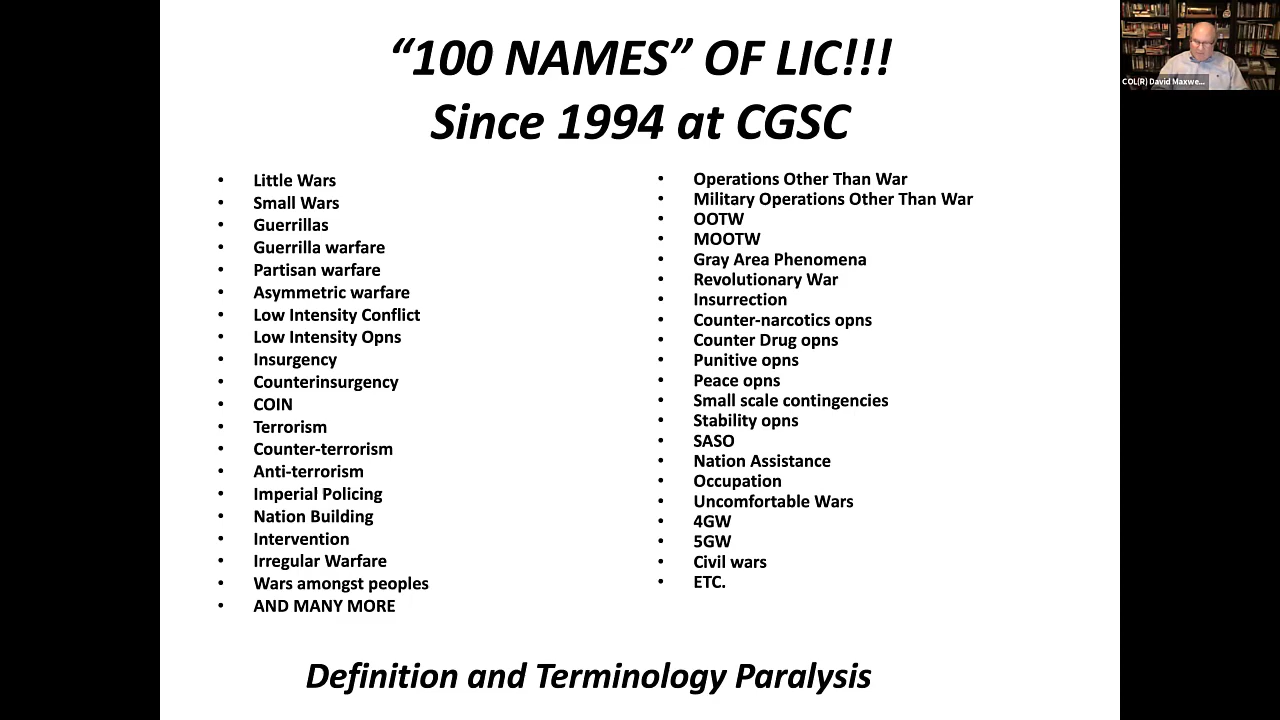 “100 NAMES” OF LIC!!!
Since 1994 at CGSC
Little Wars
Small Wars
Guerrillas
Guerrilla warfare
Partisan warfare
Asymmetric warfare
Low Intensity Conflict
Low Intensity Opns
Insurgency
Counterinsurgency
COIN
Terrorism
Counter-terrorism
Anti-terrorism
Imperial Policing
Nation Building
Intervention
Irregular Warfare
Wars amongst peoples
AND MANY MORE
Operations Other Than War
Military Operations Other Than War
OOTW
MOOTW
Gray Area Phenomena
Revolutionary War
Insurrection
Counter-narcotics opns
Counter Drug opns
Punitive opns
Peace opns
Small scale contingencies
Stability opns
SASO
Nation Assistance
Occupation
Uncomfortable Wars
4GW
5GW
Civil wars
ETC.
Definition and Terminology Paralysis
COL(R) David Maxwe...